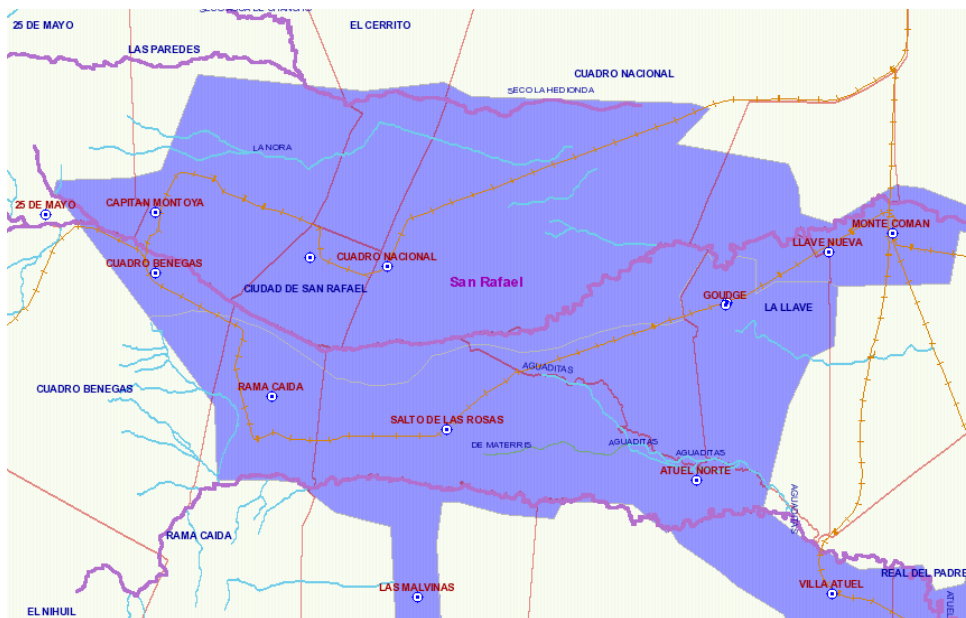 25 DE MAYO
EL CERRITO
LAS PAREDES
CUADRO NACIONAL
SECO LA HEDIONDA
LA NORA
25 DE MAYO
CAPITAN MONTOYA
MONTE COMAN
LLAVE NUEVA
CUADRO NACIONAL
CUADRO BENEGAS
San Rafael
CIUDAD DE SAN RAFAEL
GOUDGE
LA LLAVE
AGUADITAS
RAMA CAIDA
CUADRO BENEGAS
SALTO DE LAS ROSAS
DE MATERRIS
AGUADITAS
AGUADITAS
ATUEL NORTE
AGUADITAS
RAMA CAIDA
REAL DEL PADRE
LAS MALVINAS
VILLA ATUEL
ATUEL
EL NIHUIL